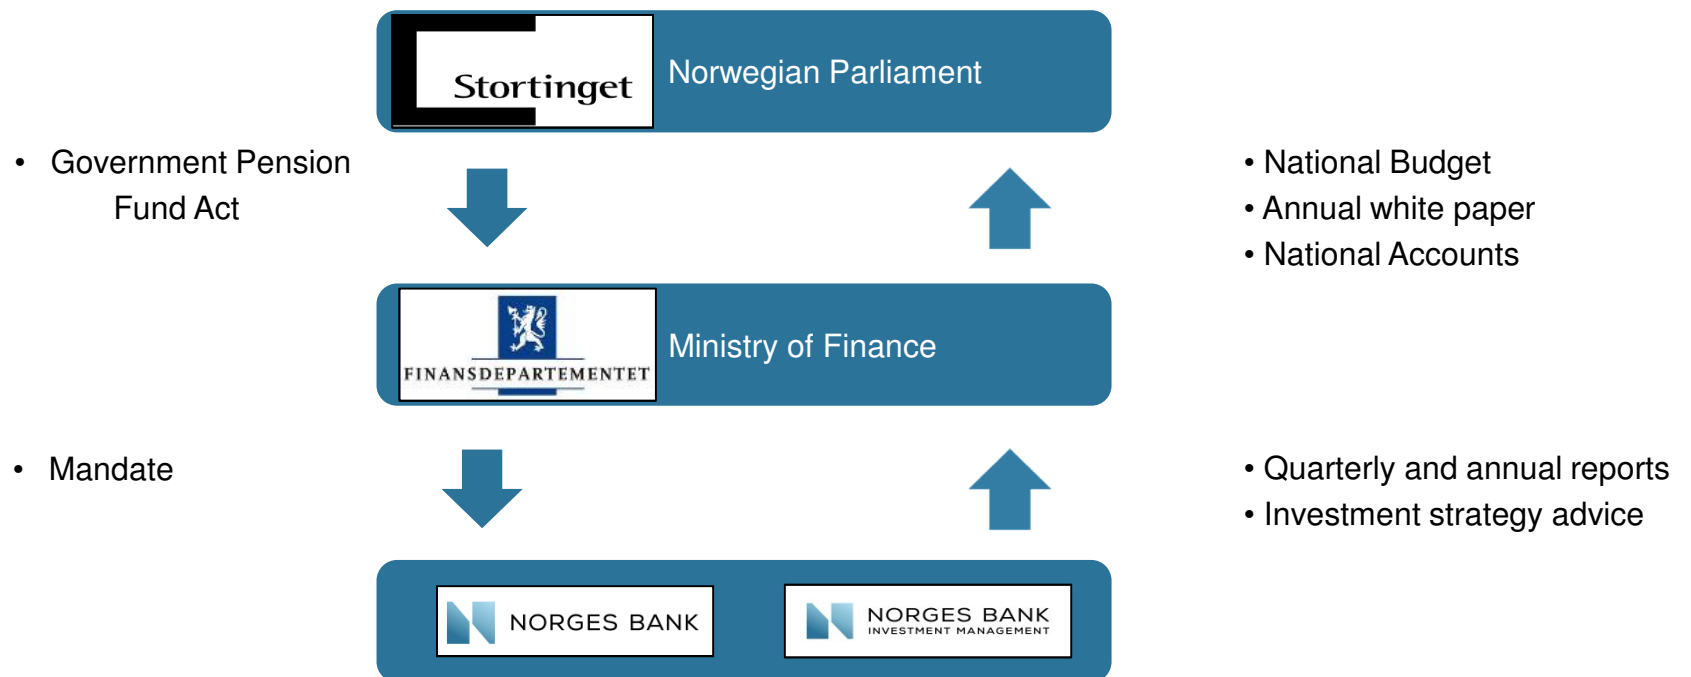 Stortinget
Norwegian Parliament
• Government Pension
Fund Act
• National Budget
• Annual white paper
• National Accounts
FINANSDEPARTEMENTET
Ministry of Finance
• Mandate
• Quarterly and annual reports
• Investment strategy advice
NORGES BANK
NORGES BANK
INVESTMENT MANAGEMENT